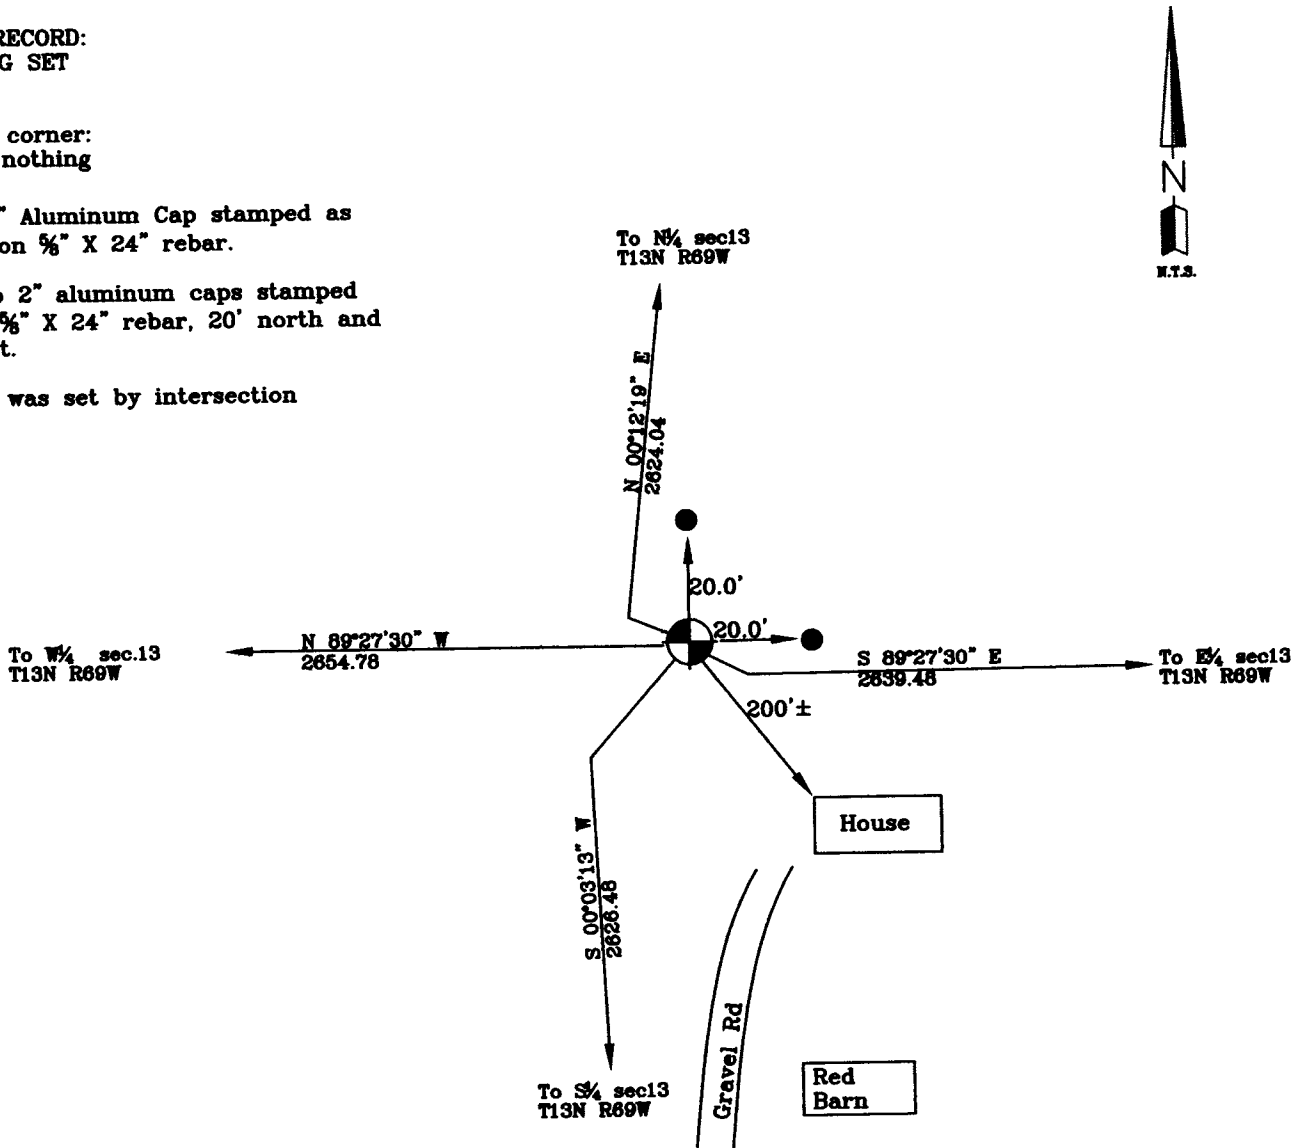 RECORD:
G SET
corner:
nothing
" Aluminum Cap stamped as
on ⅝" X 24" rebar.
2" aluminum caps stamped
⅝" X 24" rebar, 20' north and
t.
was set by intersection
N
N.T.S.
To N¼ sec13
T13N R69W
N 00°12'19" E
2624.04
20.0'
20.0'
N 89°27'30" W
2654.78
To W¼ sec.13
T13N R69W
S 89°27'30" E
2639.48
To E¼ sec13
T13N R69W
200'±
House
S 00°03'13" W
2626.48
Gravel Rd
Red
Barn
To S¼ sec13
T13N R69W